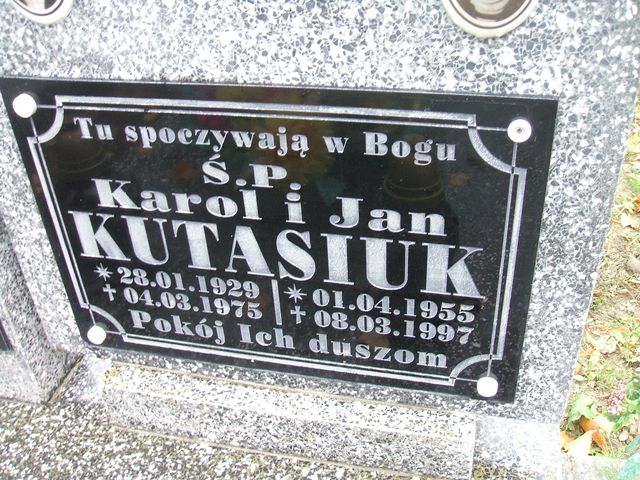 Tu spoczywają w Bogu
Ś.P.
Karol i Jan
KUTASIUK
* 28.01.1929 * 01.04.1955
† 04.03.1975 † 08.03.1997
Pokój Ich duszom